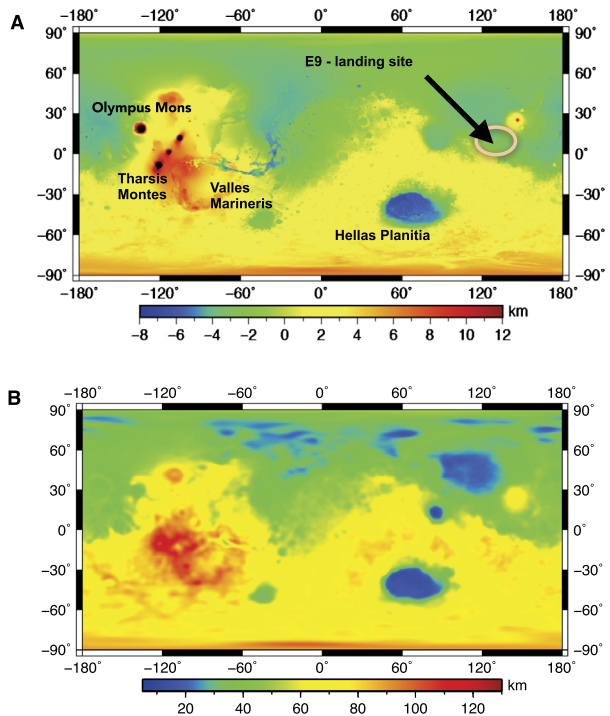 A
−180˚ −120˚ −60˚ 0˚ 60˚ 120˚ 180˚
90˚ 90˚
E9 - landing site
60˚ 60˚
Olympus Mons
30˚ 30˚
0˚ 0˚
Tharsis
Montes
Valles
Marineris
−30˚ −30˚
Hellas Planitia
−60˚ −60˚
−90˚ −90˚
−180˚ −120˚ −60˚ 0˚ 60˚ 120˚ 180˚
km
−8 −6 −4 −2 0 2 4 6 8 10 12
B
−180˚ −120˚ −60˚ 0˚ 60˚ 120˚ 180˚
90˚ 90˚
60˚ 60˚
30˚ 30˚
0˚ 0˚
−30˚ −30˚
−60˚ −60˚
−90˚ −90˚
−180˚ −120˚ −60˚ 0˚ 60˚ 120˚ 180˚
km
20 40 60 80 100 120